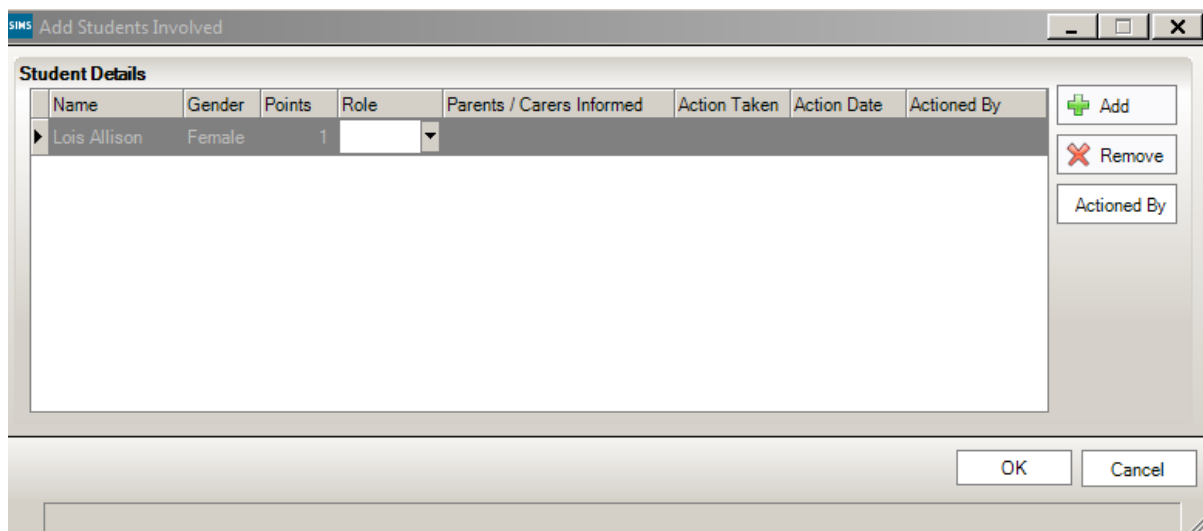 SIMS Add Students Involved
Student Details
Name Gender Points Role Parents / Carers Informed Action Taken Action Date Actioned By
Lois Allison Female 1
Add
Remove
Actioned By
OK Cancel